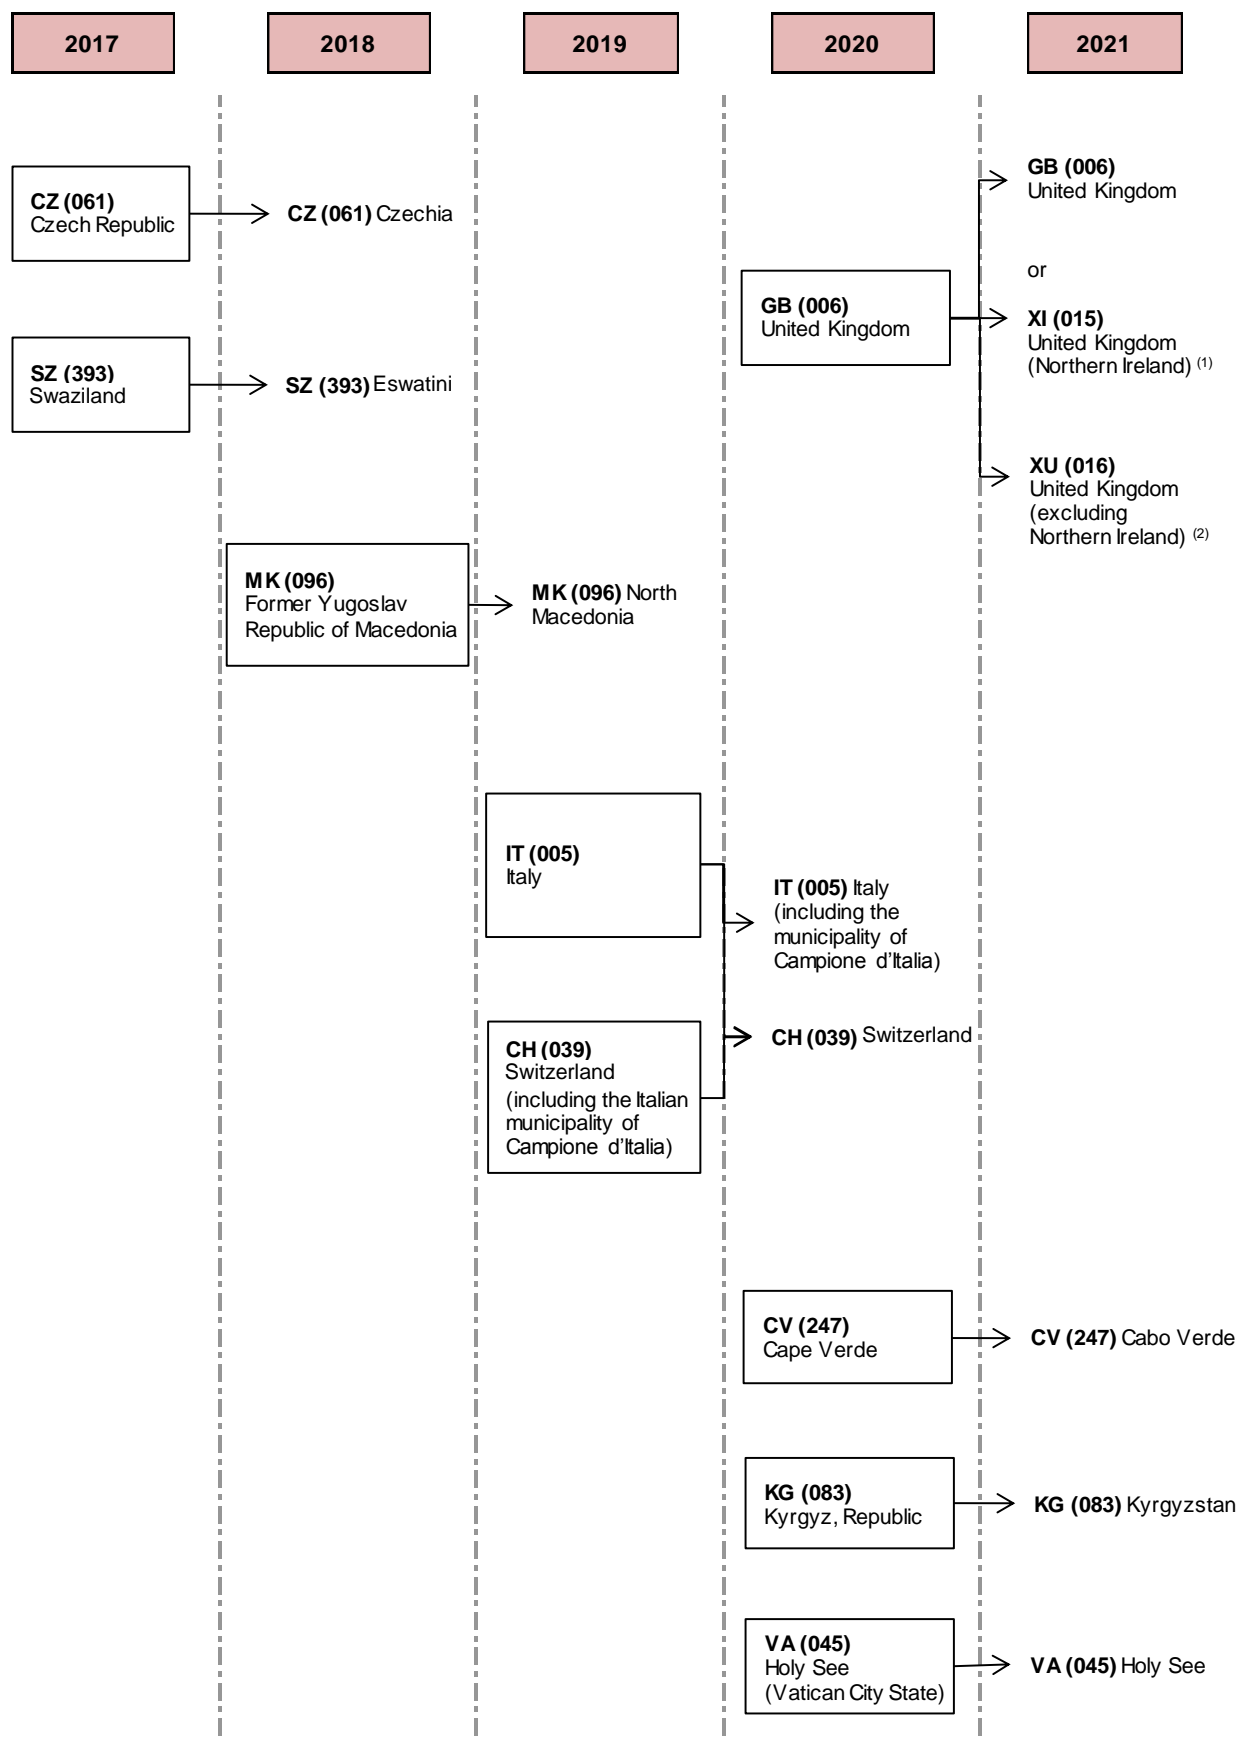 2017
2018
2019
2020
2021
CZ (061)
Czech Republic
CZ (061) Czechia
SZ (393)
Swaziland
SZ (393) Eswatini
GB (006)
United Kingdom
GB (006)
United Kingdom
or
XI (015)
United Kingdom
(Northern Ireland) (1)
XU (016)
United Kingdom
(excluding
Northern Ireland) (2)
MK (096)
Former Yugoslav
Republic of Macedonia
MK (096) North
Macedonia
IT (005)
Italy
IT (005) Italy
(including the
municipality of
Campione d’Italia)
CH (039)
Switzerland
(including the Italian
municipality of
Campione d’Italia)
CH (039) Switzerland
CV (247)
Cape Verde
CV (247) Cabo Verde
KG (083)
Kyrgyz, Republic
KG (083) Kyrgyzstan
VA (045)
Holy See
(Vatican City State)
VA (045) Holy See